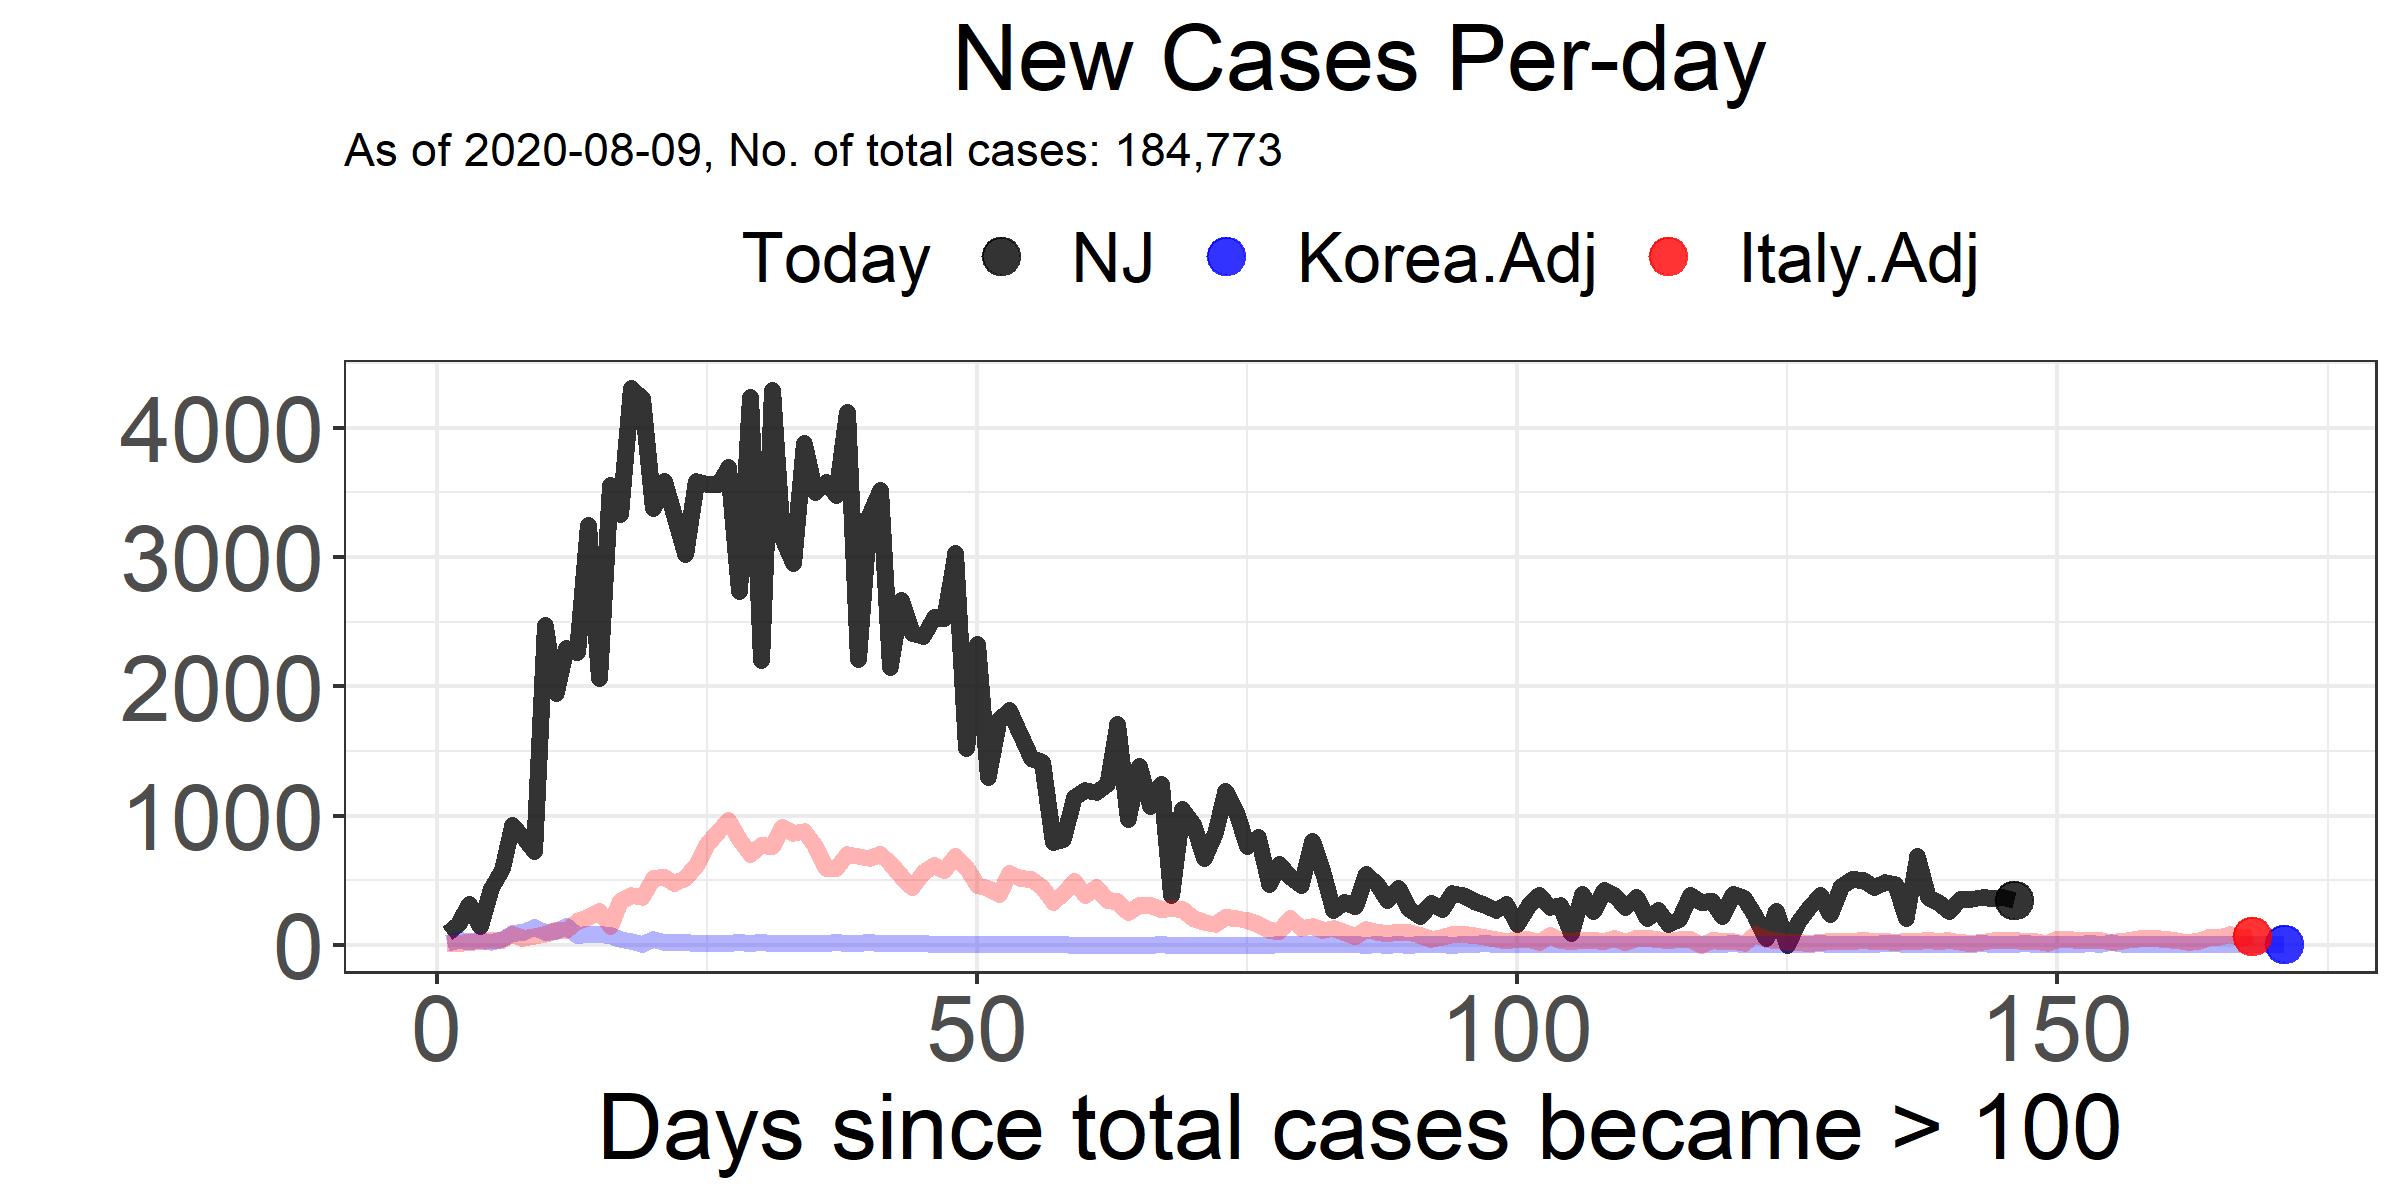 New Cases Per-day
As of 2020-08-09, No. of total cases: 184,773
Today NJ Korea.Adj Italy.Adj
4000
3000
2000
1000
0
0 50 100 150
Days since total cases became > 100